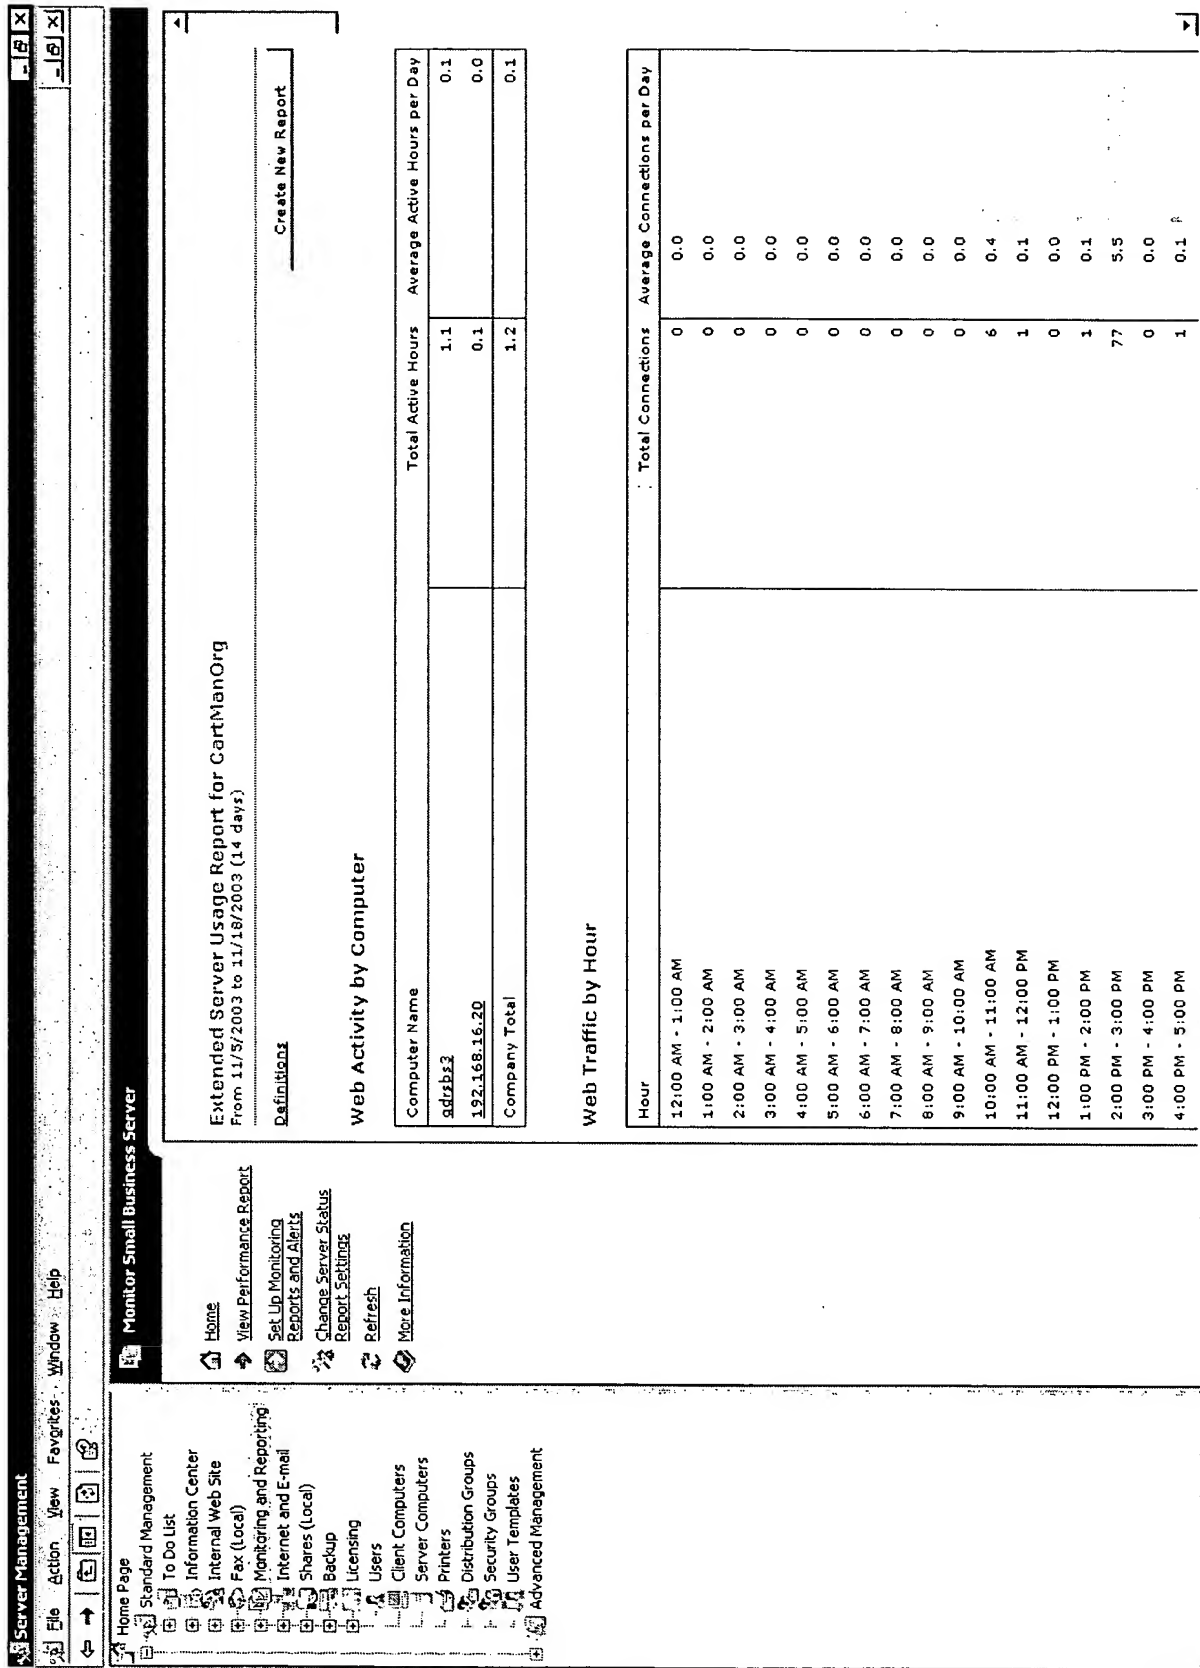 Server Management
File Action View Favorites Window Help
Home Page
Standard Management
To Do List
Information Center
Internal Web Site
Fax (Local)
Monitoring and Reporting
Internet and E-mail
Shares (Local)
Backup
Licensing
Users
Client Computers
Server Computers
Printers
Distribution Groups
Security Groups
User Templates
Advanced Management
Monitor Small Business Server
Home
View Performance Report
Set Up Monitoring
Reports and Alerts
Change Server Status
Report Settings
Refresh
More Information
Extended Server Usage Report for CartManOrg
From 11/5/2003 to 11/18/2003 (14 days)
Definitions
Create New Report
Web Activity by Computer
Computer Name Total Active Hours Average Active Hours per Day
qdrsbs3 1.1 0.1
192.168.16.20 0.1 0.0
Company Total 1.2 0.1
Web Traffic by Hour
Hour Total Connections Average Connections per Day
12:00 AM - 1:00 AM 0 0.0
1:00 AM - 2:00 AM 0 0.0
2:00 AM - 3:00 AM 0 0.0
3:00 AM - 4:00 AM 0 0.0
4:00 AM - 5:00 AM 0 0.0
5:00 AM - 6:00 AM 0 0.0
6:00 AM - 7:00 AM 0 0.0
7:00 AM - 8:00 AM 0 0.0
8:00 AM - 9:00 AM 0 0.0
9:00 AM - 10:00 AM 0 0.0
10:00 AM - 11:00 AM 6 0.4
11:00 AM - 12:00 PM 1 0.1
12:00 PM - 1:00 PM 0 0.0
1:00 PM - 2:00 PM 1 0.1
2:00 PM - 3:00 PM 77 5.5
3:00 PM - 4:00 PM 0 0.0
4:00 PM - 5:00 PM 1 0.1